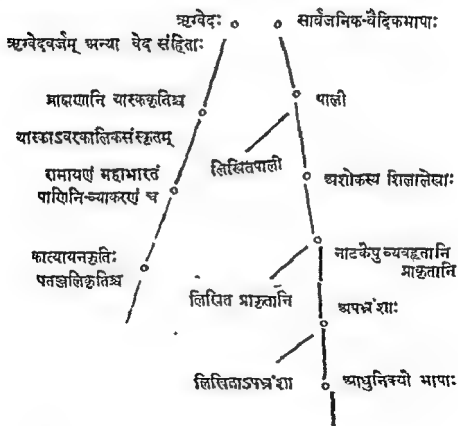 ऋग्वेदः
सार्वजनिक-वैदिकभाषाः
ऋग्वेदवर्जम् अन्या वेद संहिताः
ब्राह्मणानि यास्ककृतिश्च
पाली
यास्काऽवरकालिकसंस्कृतम्
लिखितपाली
रामायणं महाभारतं
पाणिनि-व्याकरणं च
अशोकस्य शिलालेखाः
कात्यायनकृतिः
पतञ्जलिकृतिश्च
नाटकेषु व्यवहृतानि
प्राकृतानि
लिखित प्राकृतानि
अपभ्रंशाः
लिखिताऽपभ्रंशा
आधुनिक्यो भाषाः